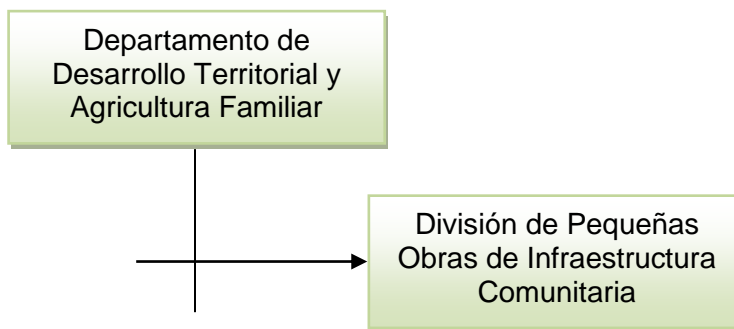 Departamento de
Desarrollo Territorial y
Agricultura Familiar
División de Pequeñas
Obras de Infraestructura
Comunitaria